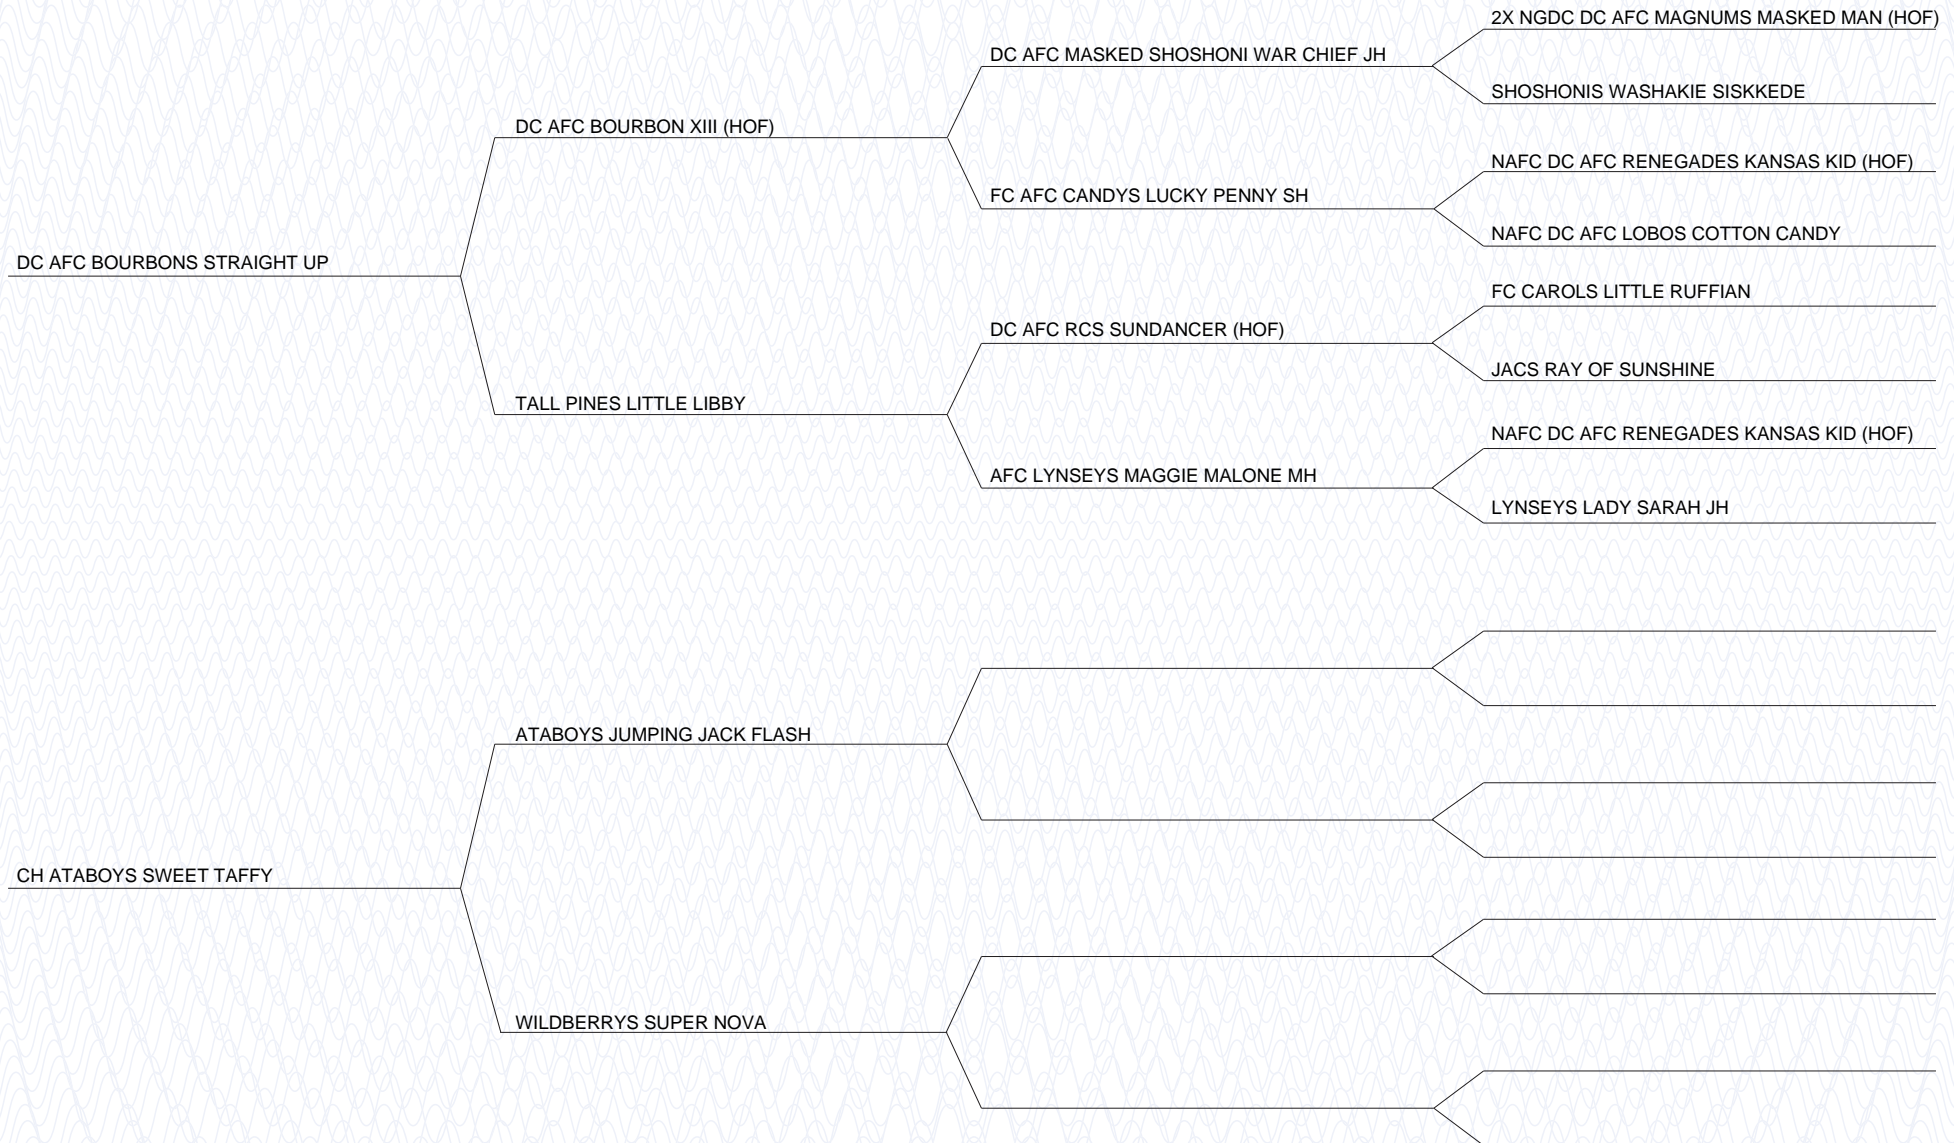 2X NGDC DC AFC MAGNUMS MASKED MAN (HOF)
DC AFC MASKED SHOSHONI WAR CHIEF JH
SHOSHONIS WASHAKIE SISKKEDE
DC AFC BOURBON XIII (HOF)
NAFC DC AFC RENEGADES KANSAS KID (HOF)
FC AFC CANDYS LUCKY PENNY SH
NAFC DC AFC LOBOS COTTON CANDY
DC AFC BOURBONS STRAIGHT UP
FC CAROLS LITTLE RUFFIAN
DC AFC RCS SUNDANCER (HOF)
JACS RAY OF SUNSHINE
TALL PINES LITTLE LIBBY
NAFC DC AFC RENEGADES KANSAS KID (HOF)
AFC LYNSEYS MAGGIE MALONE MH
LYNSEYS LADY SARAH JH
ATABOYS JUMPING JACK FLASH
CH ATABOYS SWEET TAFFY
WILDBERRYS SUPER NOVA